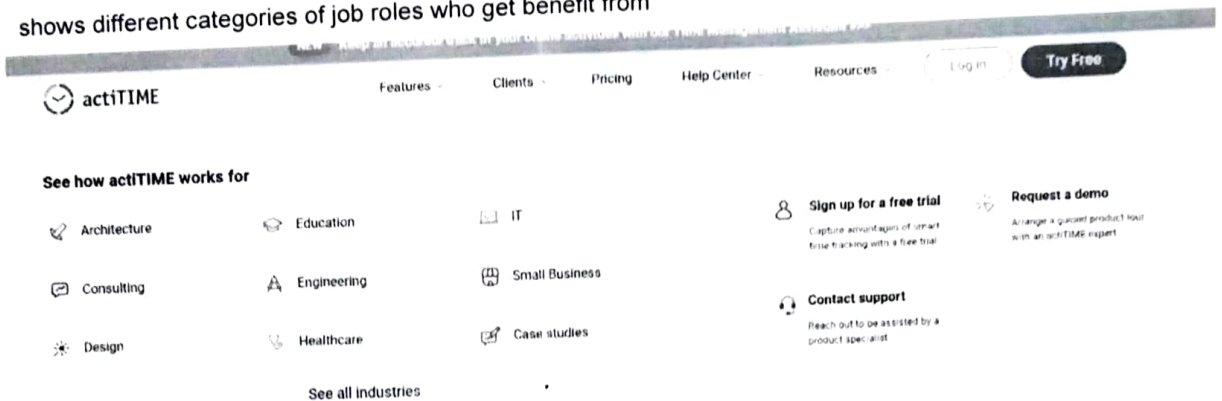 shows different categories of job roles who get benefit from
actiTIME
Features
Clients
Pricing
Help Center
Resources
Log in
Try Free
See how actiTIME works for
Architecture
Education
IT
Consulting
Engineering
Small Business
Design
Healthcare
Case studies
See all industries
Sign up for a free trial
Capture advantages of smart
time tracking with a free trial
Request a demo
Arrange a guided product tour
with an actiTIME expert
Contact support
Reach out to be assisted by a
product specialist